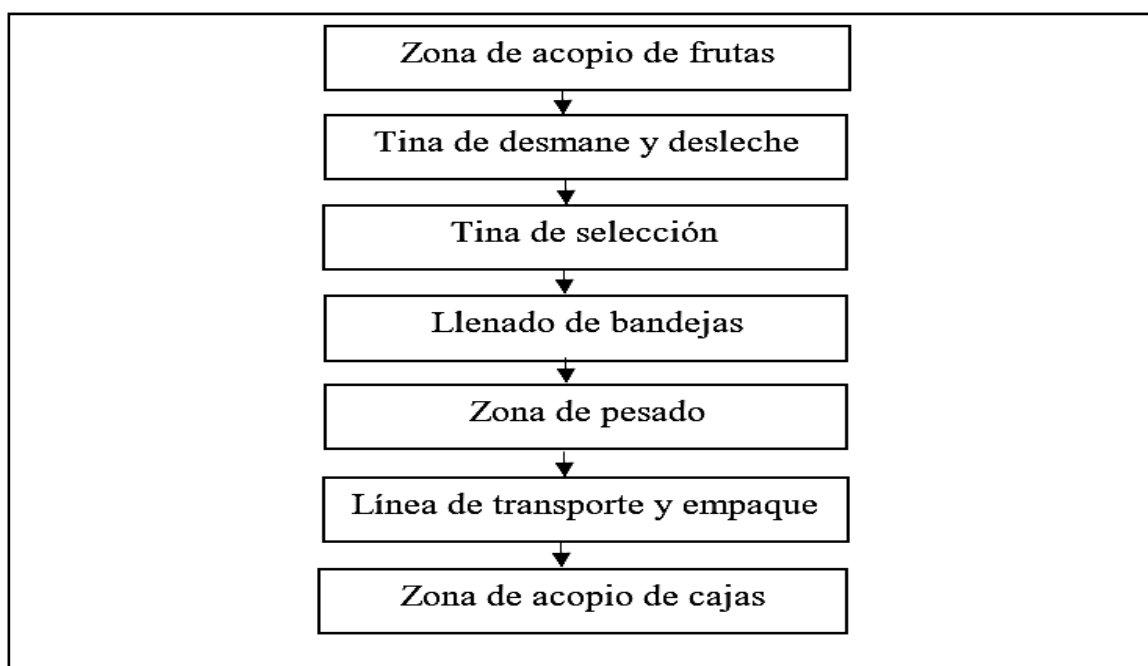 Zona de acopio de frutas
Tina de desmane y desleche
Tina de selección
Llenado de bandejas
Zona de pesado
Línea de transporte y empaque
Zona de acopio de cajas